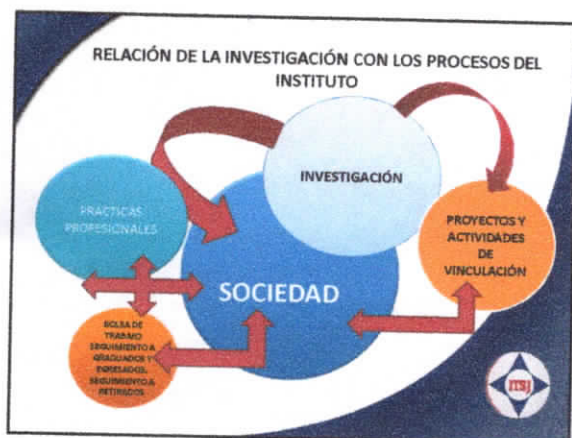 RELACIÓN DE LA INVESTIGACIÓN CON LOS PROCESOS DEL
INSTITUTO
INVESTIGACIÓN
PRACTICAS
PROFESIONALES
PROYECTOS Y
ACTIVIDADES
DE
VINCULACIÓN
SOCIEDAD
BOLSA DE
TRABAJO
SEGUIMIENTO A
GRADUADOS Y
EGRESADOS.
SEGUIMIENTO A
RETIRADOS
ITSJ